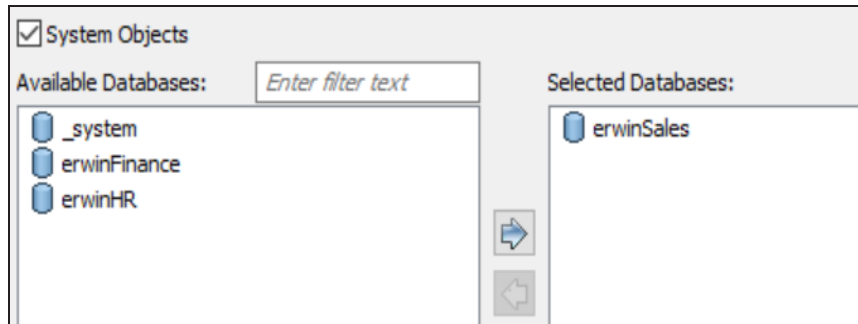 System Objects
Available Databases:
Enter filter text
_system
erwinFinance
erwinHR
Selected Databases:
erwinSales